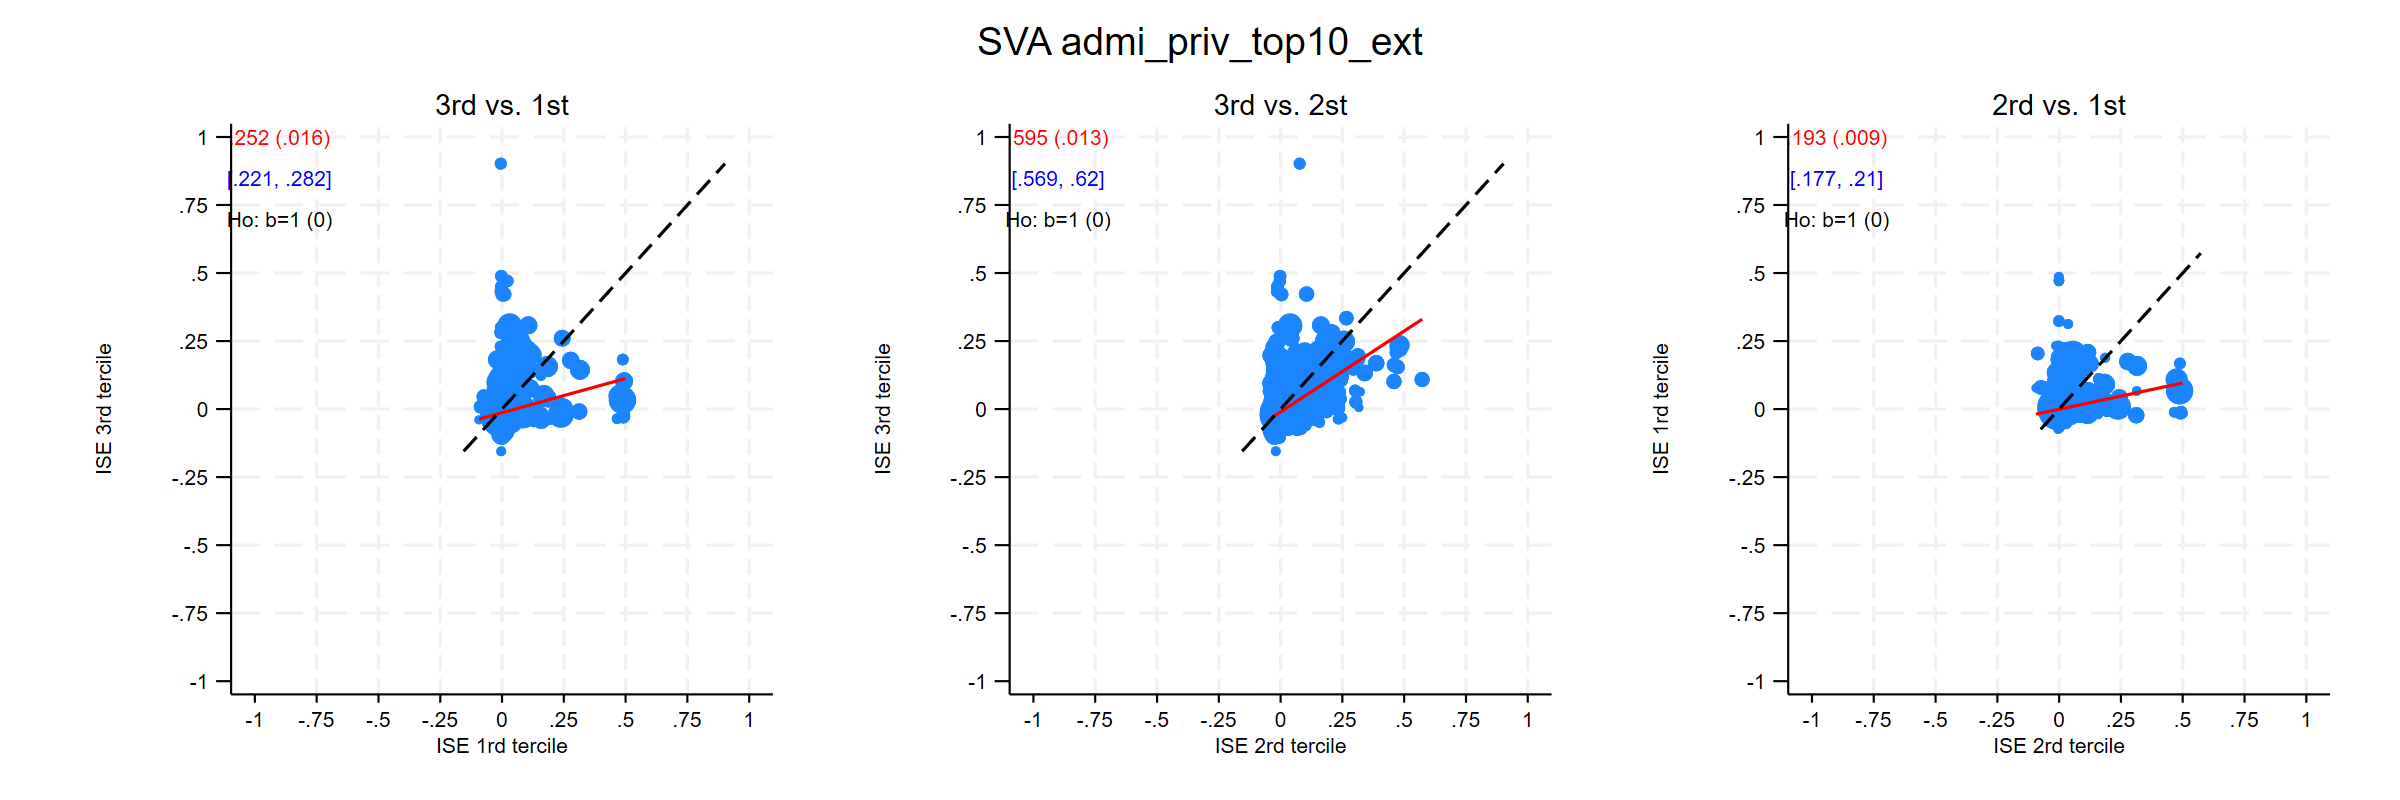 SVA admi_priv_top10_ext
3rd vs. 1st
252 (.016)
[.221, .282]
Ho: b=1 (0)
1
.75
.5
.25
0
-.25
-.5
-.75
-1
ISE 3rd tercile
-1 -.75 -.5 -.25 0 .25 .5 .75 1
ISE 1rd tercile
3rd vs. 2st
595 (.013)
[.569, .62]
Ho: b=1 (0)
1
.75
.5
.25
0
-.25
-.5
-.75
-1
ISE 3rd tercile
-1 -.75 -.5 -.25 0 .25 .5 .75 1
ISE 2rd tercile
2rd vs. 1st
193 (.009)
[.177, .21]
Ho: b=1 (0)
1
.75
.5
.25
0
-.25
-.5
-.75
-1
ISE 1rd tercile
-1 -.75 -.5 -.25 0 .25 .5 .75 1
ISE 2rd tercile